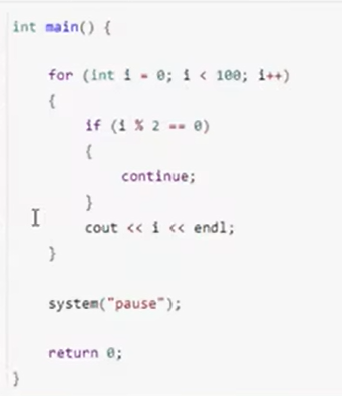 int main() {
for (int i = 0; i < 100; i++)
{
if (i % 2 == 0)
{
continue;
}
cout << i << endl;
}
system("pause");
return 0;
}